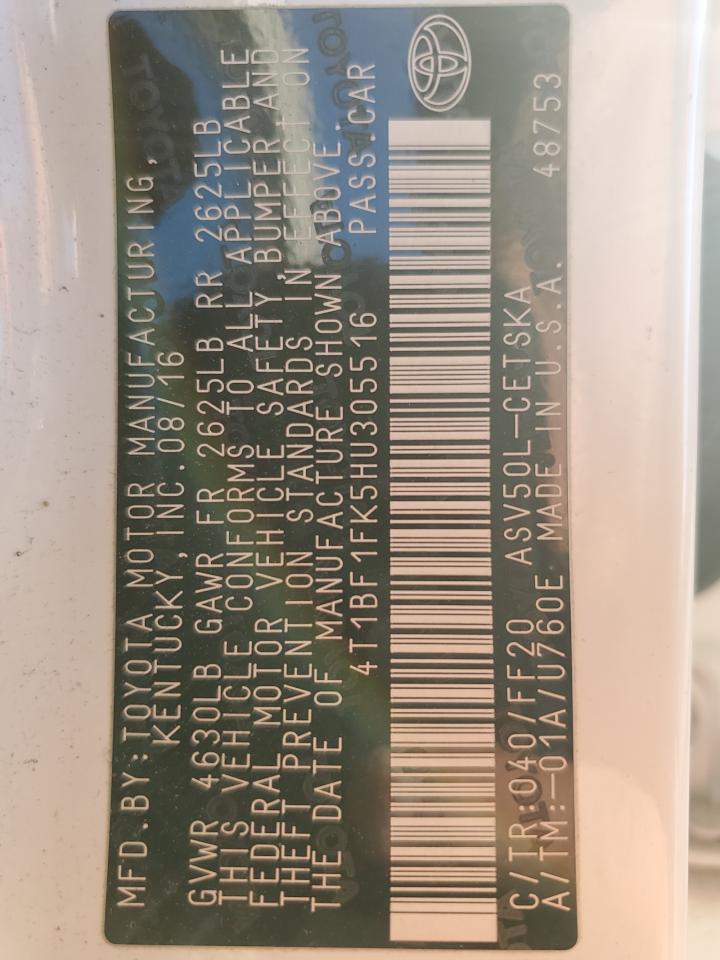 MFD.BY:TOYOTA MOTOR MANUFACTURING,
KENTUCKY,INC.08/16
GVWR 4630LB GAWR FR 2625LB RR 2625LB
THIS VEHICLE CONFORMS TO ALL APPLICABLE
FEDERAL MOTOR VEHICLE SAFETY,BUMPER AND
THEFT PREVENTION STANDARDS IN EFFECT ON
THE DATE OF MANUFACTURE SHOWN ABOVE.
4T1BF1FK5HU305516 PASS.CAR
C/TR:040/FF20 ASV50L-CETSKA
A/TM:-01A/U760E MADE IN U.S.A. 48753